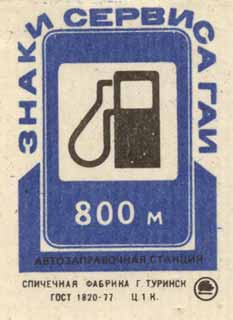 ЗНАКИ СЕРВИСА ГАИ
800 м
АВТОЗАПРАВОЧНАЯ СТАНЦИЯ
СПИЧЕЧНАЯ ФАБРИКА Г. ТУРИНСК
ГОСТ 1820-77 Ц 1 К.